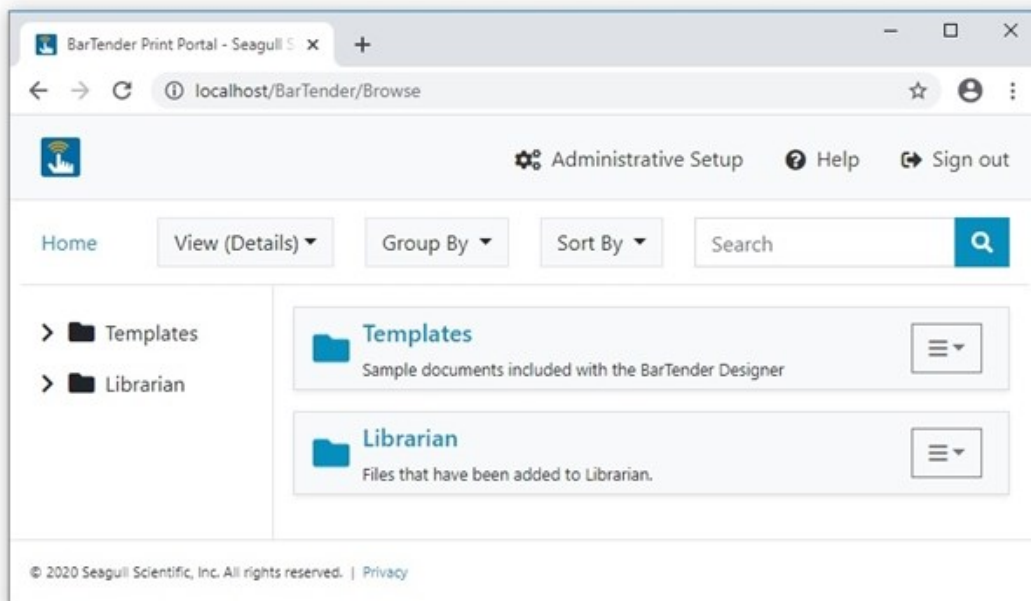 BarTender Print Portal - Seagull S
localhost/BarTender/Browse
Administrative Setup Help Sign out
Home View (Details) Group By Sort By Search
Templates
Librarian
Templates
Sample documents included with the BarTender Designer
Librarian
Files that have been added to Librarian.
© 2020 Seagull Scientific, Inc. All rights reserved. | Privacy